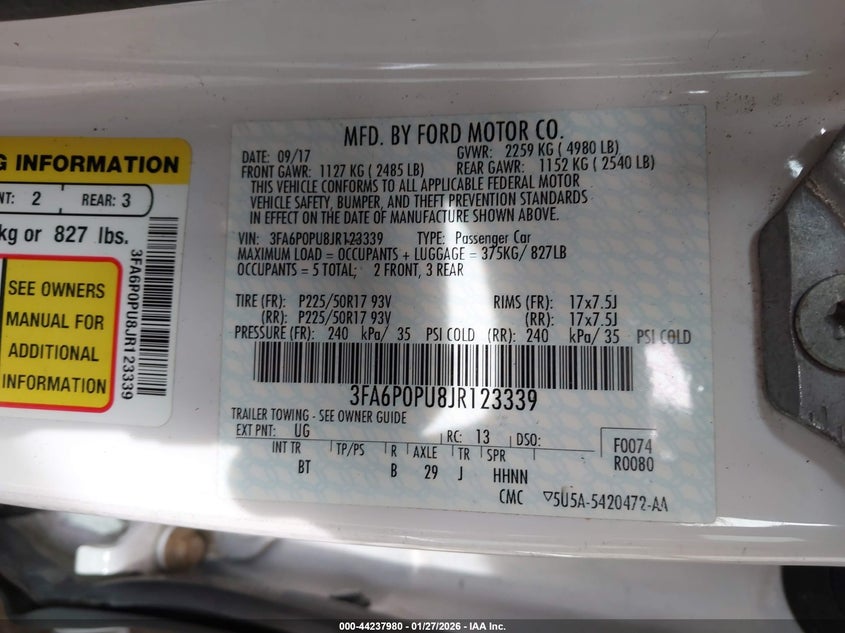 G INFORMATION
NT: 2 REAR: 3
kg or 827 lbs.
SEE OWNERS
MANUAL FOR
ADDITIONAL
INFORMATION
3FA6P0PU8JR123339
MFD. BY FORD MOTOR CO.
DATE: 09/17 GVWR: 2259 KG ( 4980 LB)
FRONT GAWR: 1127 KG ( 2485 LB) REAR GAWR: 1152 KG ( 2540 LB)
THIS VEHICLE CONFORMS TO ALL APPLICABLE FEDERAL MOTOR
VEHICLE SAFETY, BUMPER, AND THEFT PREVENTION STANDARDS
IN EFFECT ON THE DATE OF MANUFACTURE SHOWN ABOVE.
VIN: 3FA6P0PU8JR123339 TYPE: Passenger Car
MAXIMUM LOAD = OCCUPANTS + LUGGAGE = 375KG/ 827LB
OCCUPANTS = 5 TOTAL; 2 FRONT, 3 REAR
TIRE (FR): P225/50R17 93V RIMS (FR): 17x7.5J
(RR): P225/50R17 93V (RR): 17x7.5J
PRESSURE (FR): 240 kPa/ 35 PSI COLD (RR): 240 kPa/ 35 PSI COLD
3FA6P0PU8JR123339
TRAILER TOWING - SEE OWNER GUIDE
EXT PNT: UG RC: 13 DSO:
INT TR TP/PS R AXLE TR SPR
BT B 29 J HHNN
F0074
R0080
CMC ▽5U5A-5420472-AA
000-44237980 - 01/27/2026 - IAA Inc.